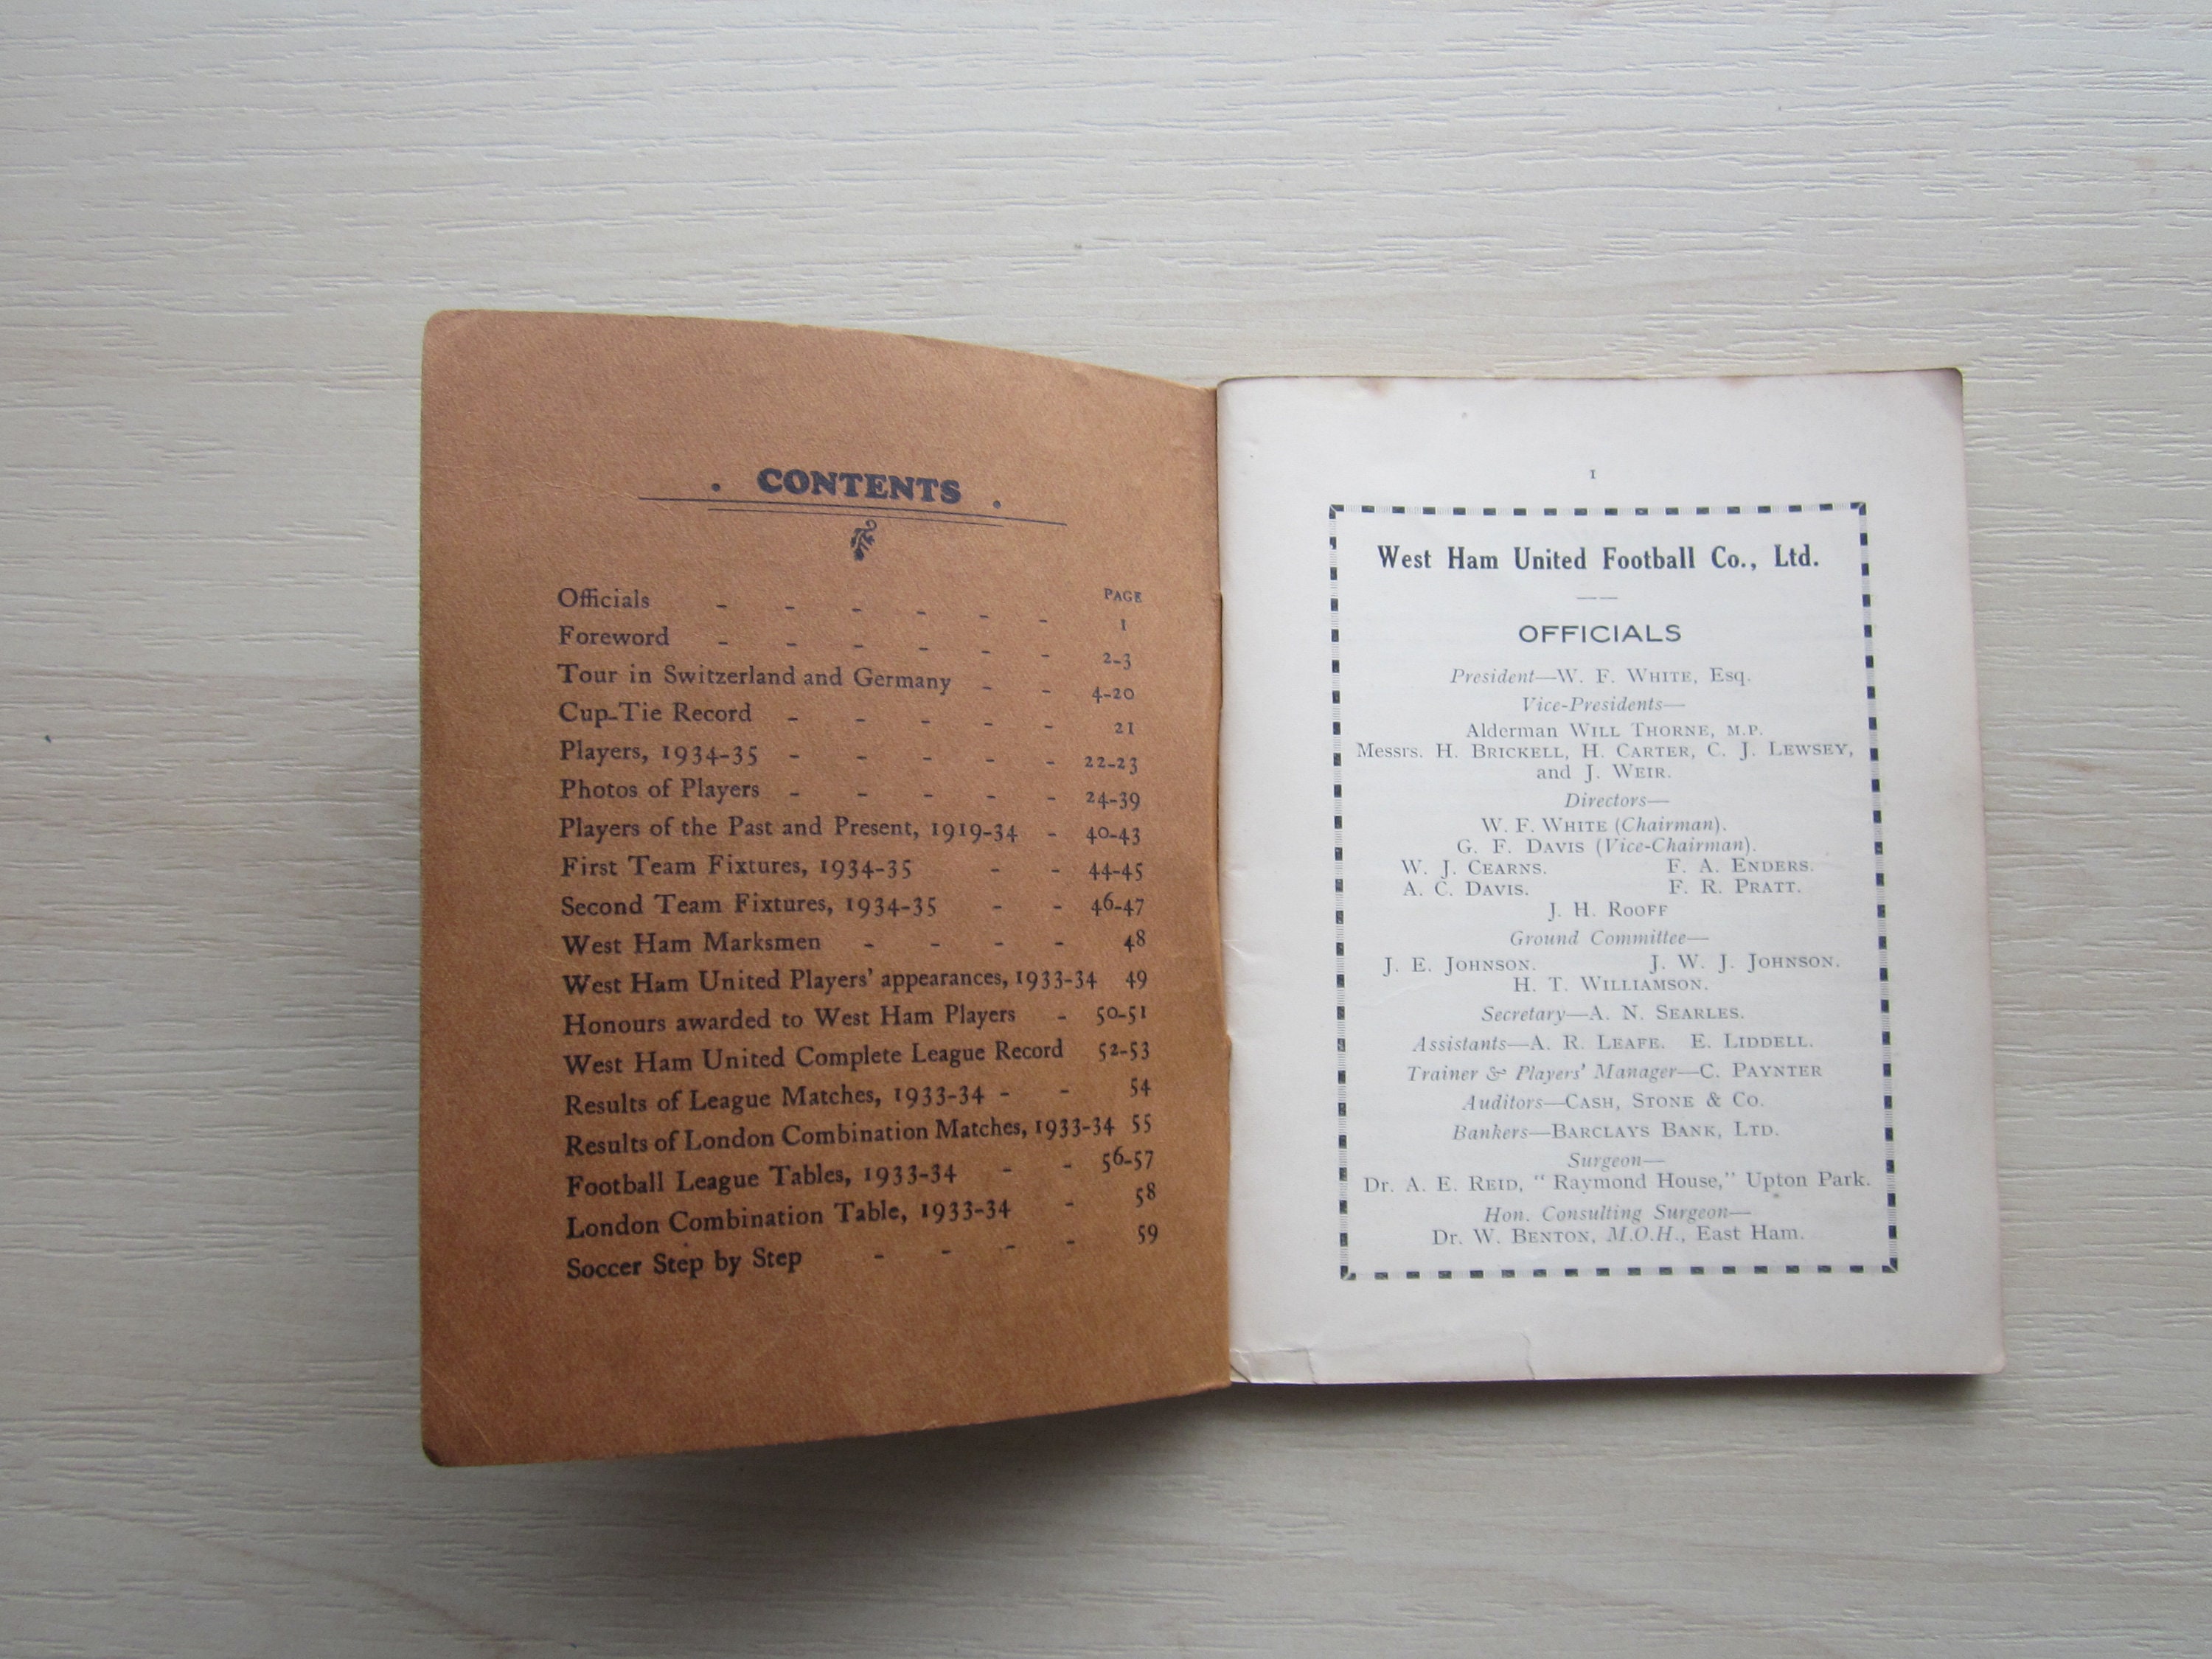 . CONTENTS .
PAGE
Officials - - - - - - 1
Foreword - - - - - - 2-3
Tour in Switzerland and Germany - - 4-20
Cup-Tie Record - - - - - 21
Players, 1934-35 - - - - - 22-23
Photos of Players - - - - - 24-39
Players of the Past and Present, 1919-34 - 40-43
First Team Fixtures, 1934-35 - - 44-45
Second Team Fixtures, 1934-35 - - 46-47
West Ham Marksmen - - - - 48
West Ham United Players' appearances, 1933-34 49
Honours awarded to West Ham Players - 50-51
West Ham United Complete League Record 52-53
Results of League Matches, 1933-34 - - 54
Results of London Combination Matches, 1933-34 55
Football League Tables, 1933-34 - - 56-57
London Combination Table, 1933-34 - 58
Soccer Step by Step - - - - 59
1
West Ham United Football Co., Ltd.
OFFICIALS
President—W. F. WHITE, Esq.
Vice-Presidents—
Alderman WILL THORNE, M.P.
Messrs. H. BRICKELL, H. CARTER, C. J. LEWSEY,
and J. WEIR.
Directors—
W. F. WHITE (Chairman).
G. F. DAVIS (Vice-Chairman).
W. J. CEARNS. F. A. ENDERS.
A. C. DAVIS. F. R. PRATT.
J. H. ROOFF
Ground Committee—
J. E. JOHNSON. J. W. J. JOHNSON.
H. T. WILLIAMSON.
Secretary—A. N. SEARLES.
Assistants—A. R. LEAFE. E. LIDDELL.
Trainer & Players' Manager—C. PAYNTER
Auditors—CASH, STONE & CO.
Bankers—BARCLAYS BANK, LTD.
Surgeon—
Dr. A. E. REID, "Raymond House," Upton Park.
Hon. Consulting Surgeon—
Dr. W. BENTON, M.O.H., East Ham.